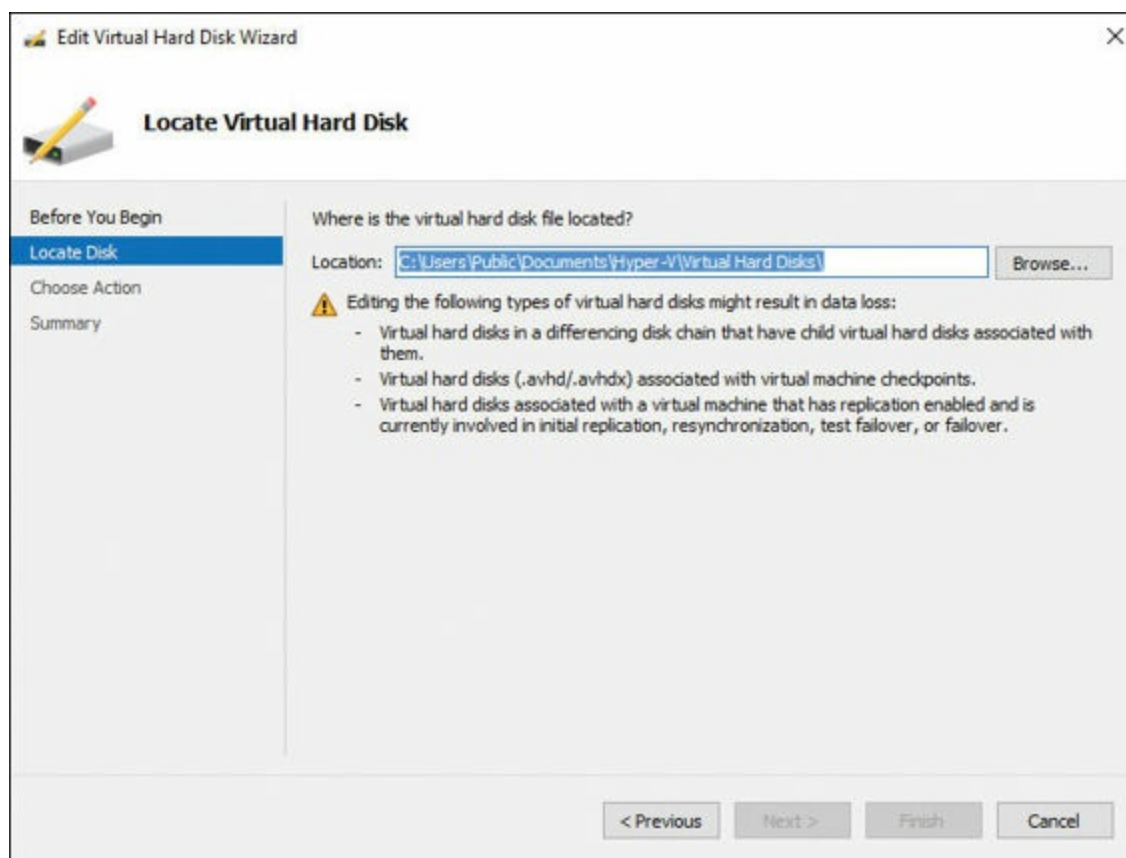 Edit Virtual Hard Disk Wizard
Locate Virtual Hard Disk
Before You Begin
Locate Disk
Choose Action
Summary
Where is the virtual hard disk file located?
Location: C:\Users\Public\Documents\Hyper-V\Virtual Hard Disks\ Browse...
Editing the following types of virtual hard disks might result in data loss:
- Virtual hard disks in a differencing disk chain that have child virtual hard disks associated with
them.
- Virtual hard disks (.avhd/.avhdx) associated with virtual machine checkpoints.
- Virtual hard disks associated with a virtual machine that has replication enabled and is
currently involved in initial replication, resynchronization, test failover, or failover.
< Previous Next > Finish Cancel